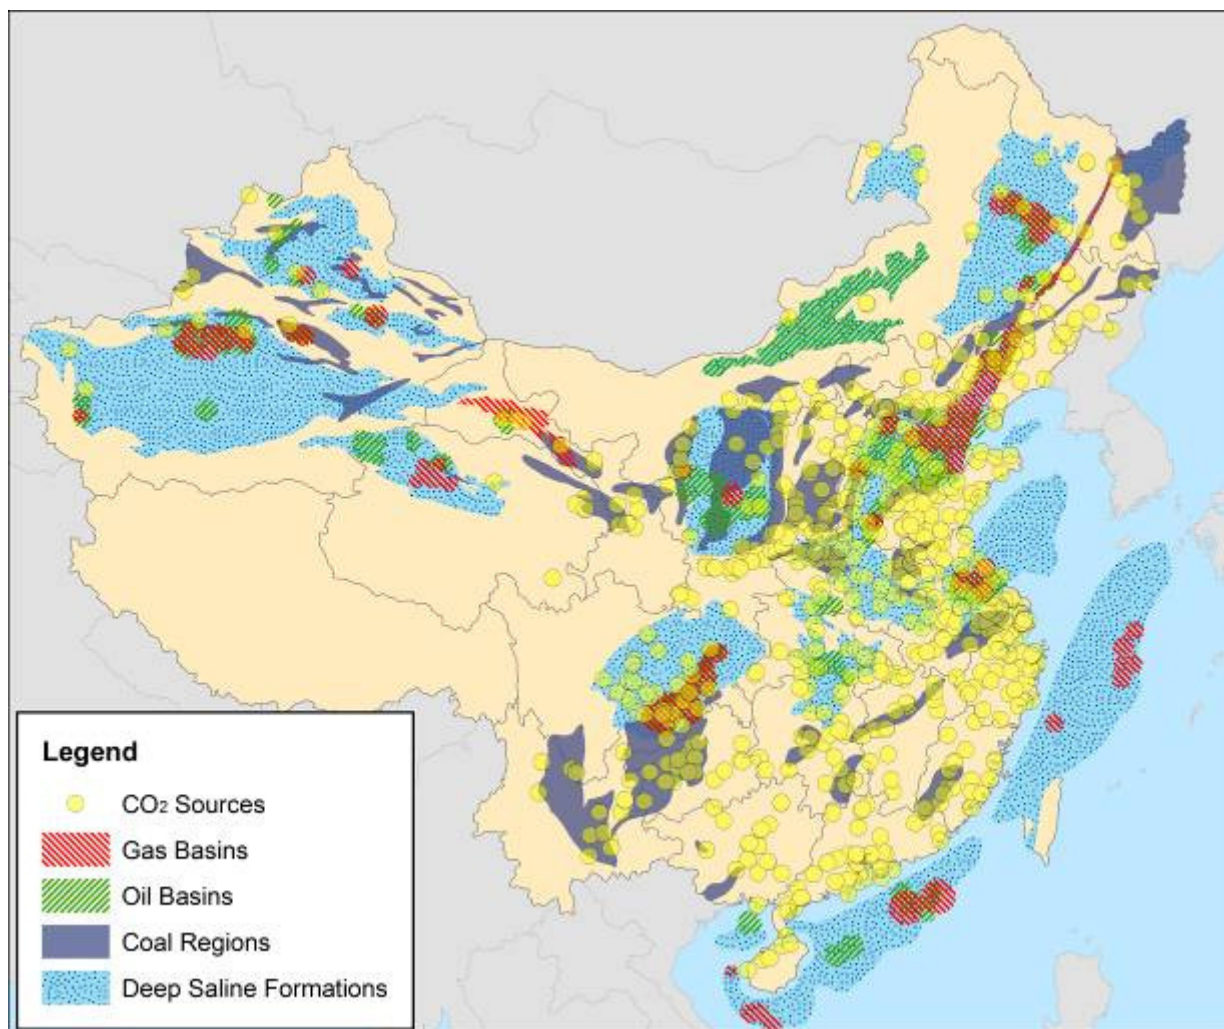 Legend
CO₂ Sources
Gas Basins
Oil Basins
Coal Regions
Deep Saline Formations